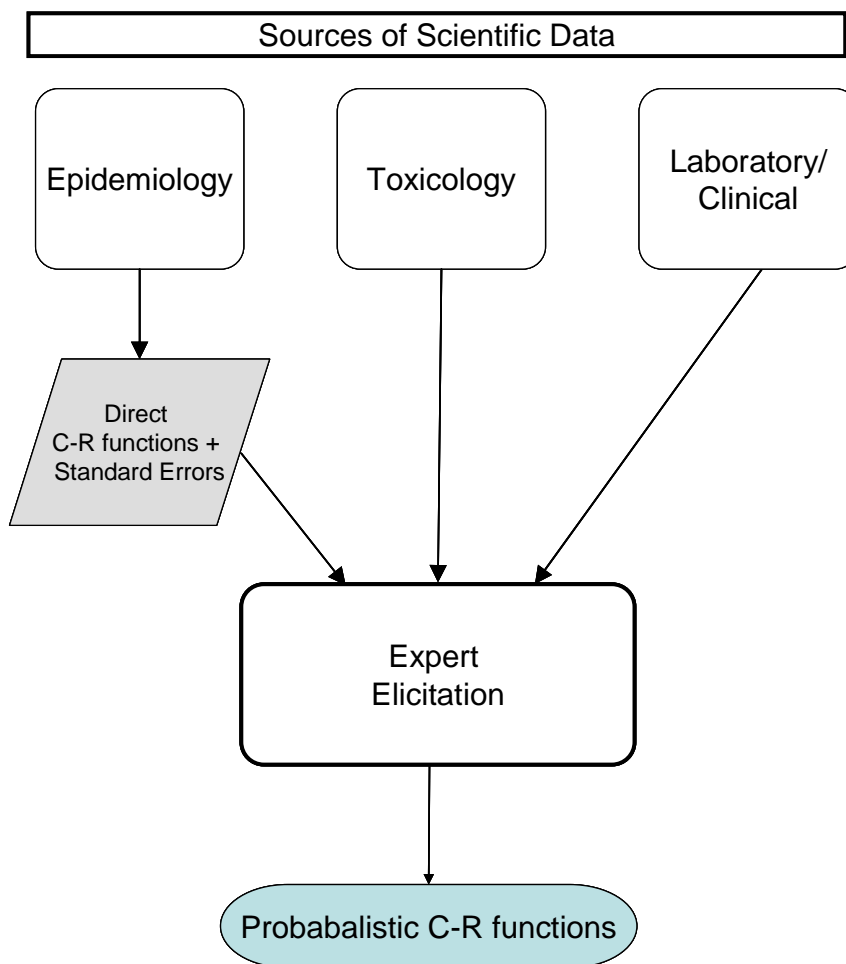 Sources of Scientific Data
Epidemiology
Toxicology
Laboratory/
Clinical
Direct
C-R functions +
Standard Errors
Expert
Elicitation
Probabalistic C-R functions